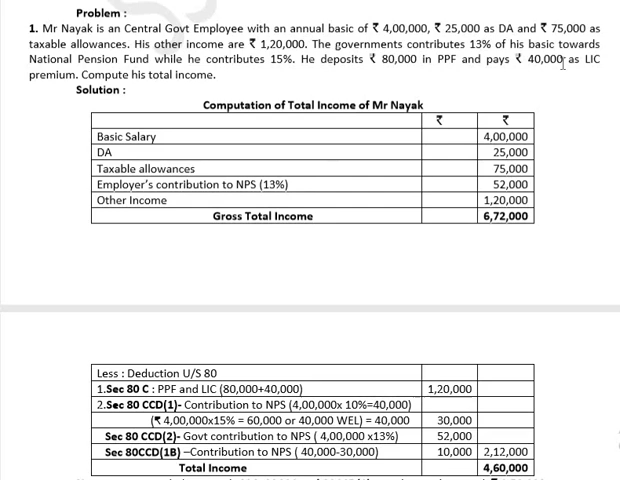 Problem :
1. Mr Nayak is an Central Govt Employee with an annual basic of ₹ 4,00,000, ₹ 25,000 as DA and ₹ 75,000 as
taxable allowances. His other income are ₹ 1,20,000. The governments contributes 13% of his basic towards
National Pension Fund while he contributes 15%. He deposits ₹ 80,000 in PPF and pays ₹ 40,000 as LIC
premium. Compute his total income.
Solution :
Computation of Total Income of Mr Nayak
₹ ₹
Basic Salary 4,00,000
DA 25,000
Taxable allowances 75,000
Employer's contribution to NPS (13%) 52,000
Other Income 1,20,000
Gross Total Income 6,72,000
Less : Deduction U/S 80
1.Sec 80 C : PPF and LIC (80,000+40,000) 1,20,000
2.Sec 80 CCD(1)- Contribution to NPS (4,00,000x 10%=40,000)
(₹ 4,00,000x15% = 60,000 or 40,000 WEL) = 40,000 30,000
Sec 80 CCD(2)- Govt contribution to NPS ( 4,00,000 x13%) 52,000
Sec 80CCD(1B) –Contribution to NPS ( 40,000-30,000) 10,000 2,12,000
Total Income 4,60,000